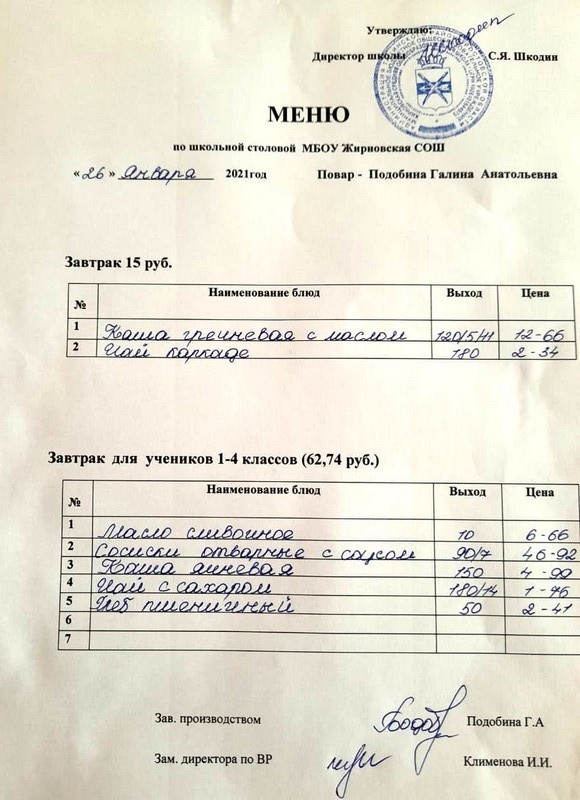 Утверждаю:
Директор школы С.Я. Шкодин
МЕНЮ
по школьной столовой МБОУ Жирновская СОШ
«26» Января 2021год Повар - Подобина Галина Анатольевна
Завтрак 15 руб.
№ Наименование блюд Выход Цена
1 Каша гречневая с маслом 120/5/41 12-66
2 Чай каркаде 180 2-34
Завтрак для учеников 1-4 классов (62,74 руб.)
№ Наименование блюд Выход Цена
1 Масло сливочное 10 6-66
2 Сосиски отварные с соусом 90/7 46-92
3 Каша ячневая 150 4-99
4 Чай с сахаром 180/14 1-76
5 Хлеб пшеничный 50 2-41
6
7
Зав. производством Подобина Г.А
Зам. директора по ВР Клименова И.И.